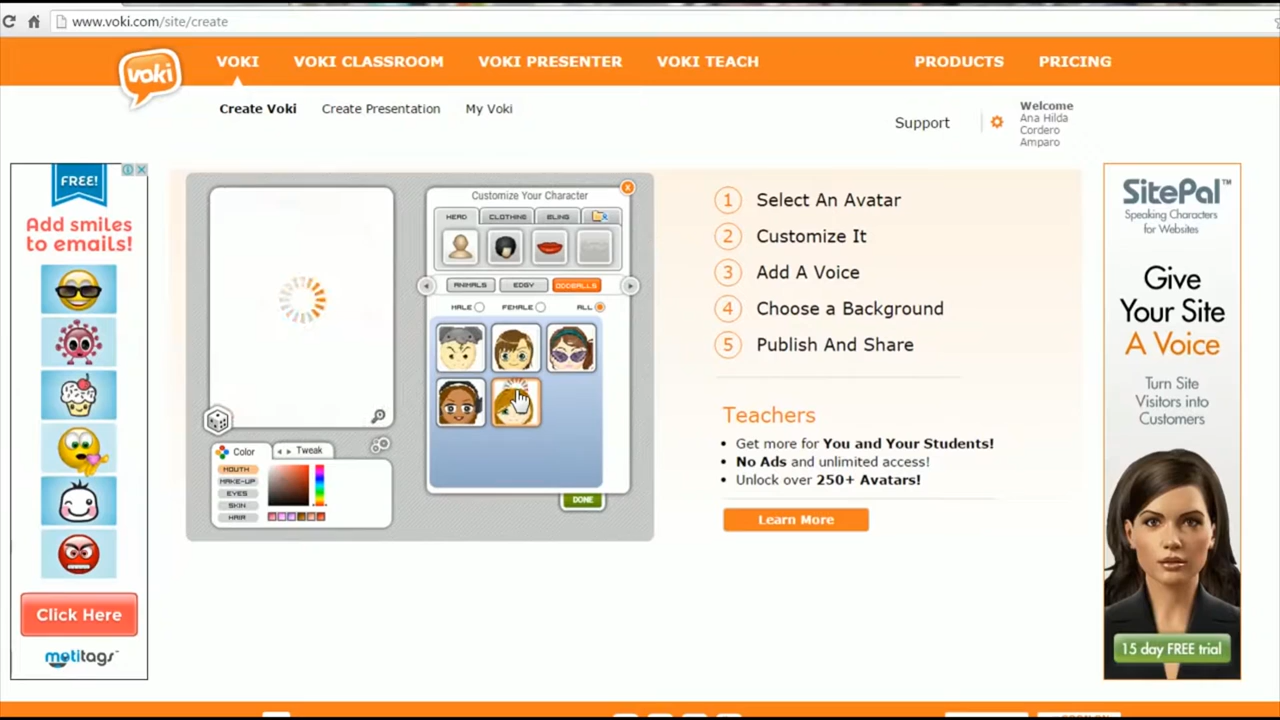 www.voki.com/site/create
voki
VOKI
VOKI CLASSROOM
VOKI PRESENTER
VOKI TEACH
PRODUCTS
PRICING
Create Voki
Create Presentation
My Voki
Support
Welcome
Ana Hilda
Cordero
Amparo
FREE!
Add smiles
to emails!
Click Here
motitags™
Customize Your Character
HEAD
CLOTHING
BLING
ANIMALS
EDGY
ODDBALLS
MALE
FEMALE
ALL
Color
Tweak
MOUTH
MAKE-UP
EYES
SKIN
HAIR
DONE
1 Select An Avatar
2 Customize It
3 Add A Voice
4 Choose a Background
5 Publish And Share
Teachers
• Get more for You and Your Students!
• No Ads and unlimited access!
• Unlock over 250+ Avatars!
Learn More
SitePal™
Speaking Characters
for Websites
Give
Your Site
A Voice
Turn Site
Visitors into
Customers
15 day FREE trial